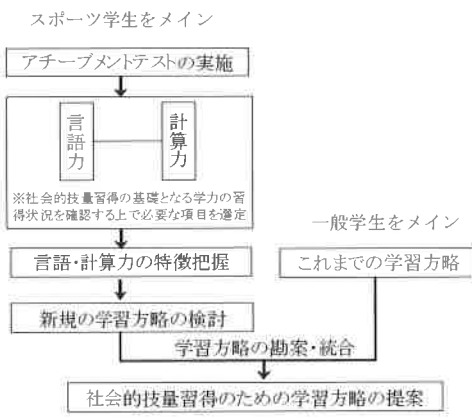 スポーツ学生をメイン
アチーブメントテストの実施
言語力
計算力
※社会的技量習得の基礎となる学力の習
得状況を確認する上で必要な項目を選定
一般学生をメイン
言語・計算力の特徴把握
これまでの学習方略
新規の学習方略の検討
学習方略の勘案・統合
社会的技量習得のための学習方略の提案